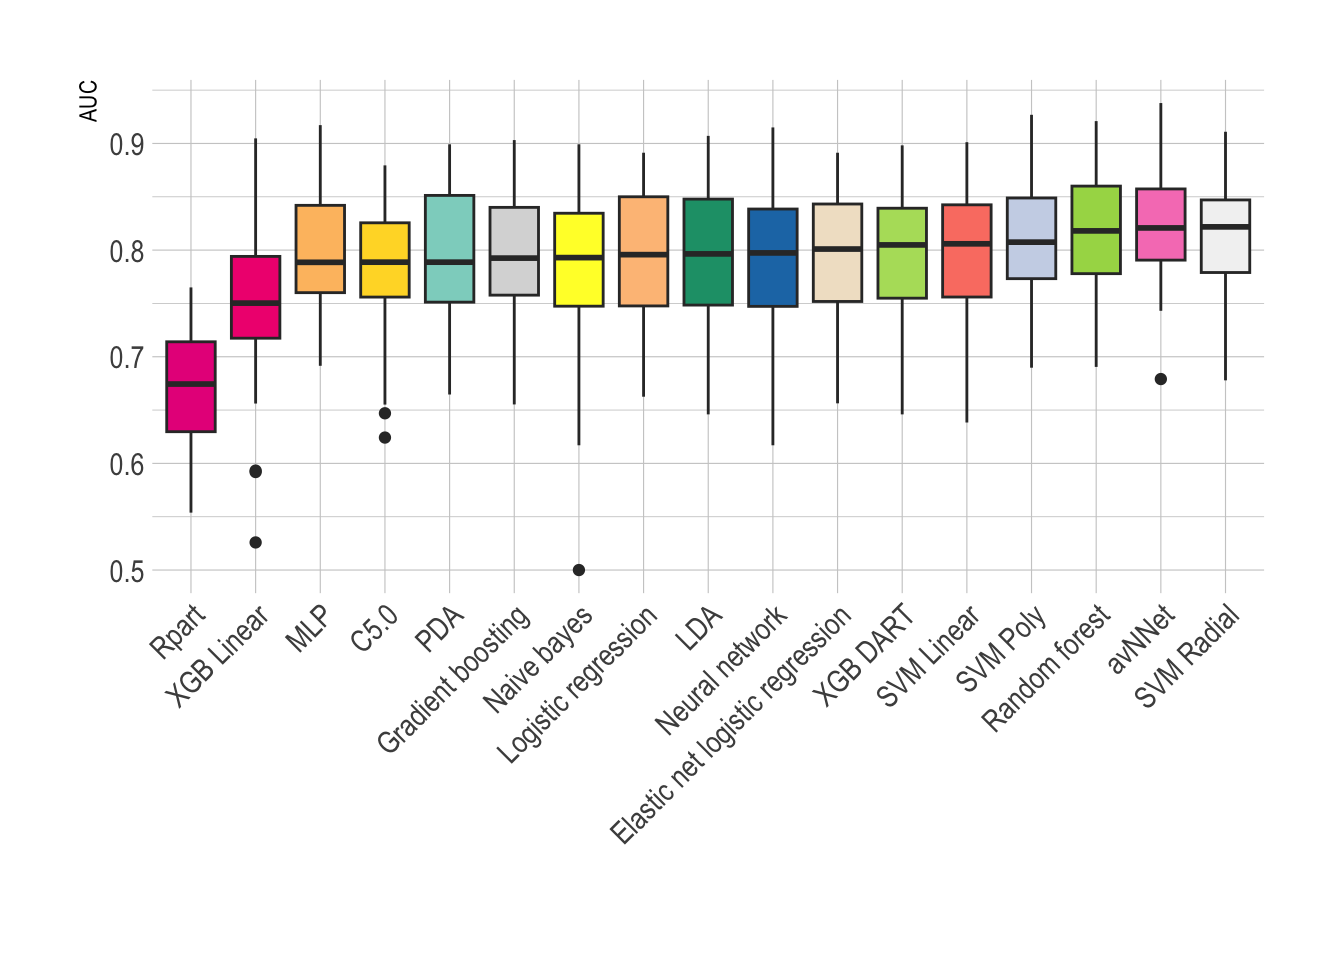 AUC
0.9
0.8
0.7
0.6
0.5
Rpart
XGB Linear
MLP
C5.0
PDA
Gradient boosting
Naive bayes
Logistic regression
LDA
Neural network
Elastic net logistic regression
XGB DART
SVM Linear
SVM Poly
Random forest
avNNet
SVM Radial